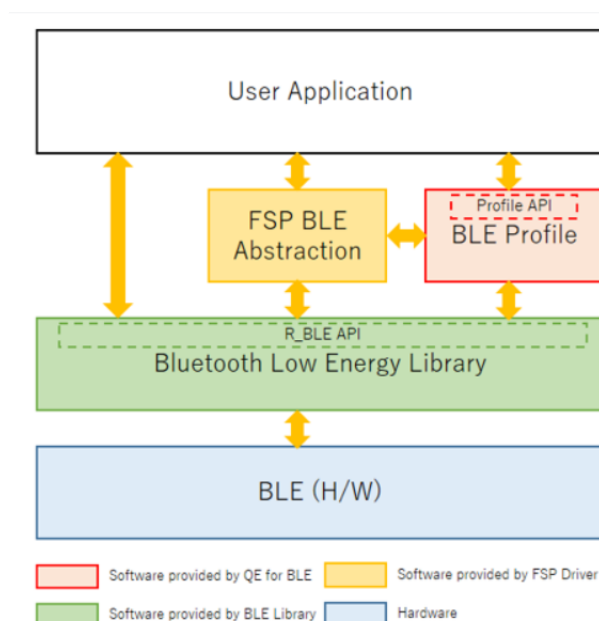 User Application
FSP BLE
Abstraction
Profile API
BLE Profile
R_BLE API
Bluetooth Low Energy Library
BLE (H/W)
Software provided by QE for BLE
Software provided by FSP Driver
Software provided by BLE Library
Hardware